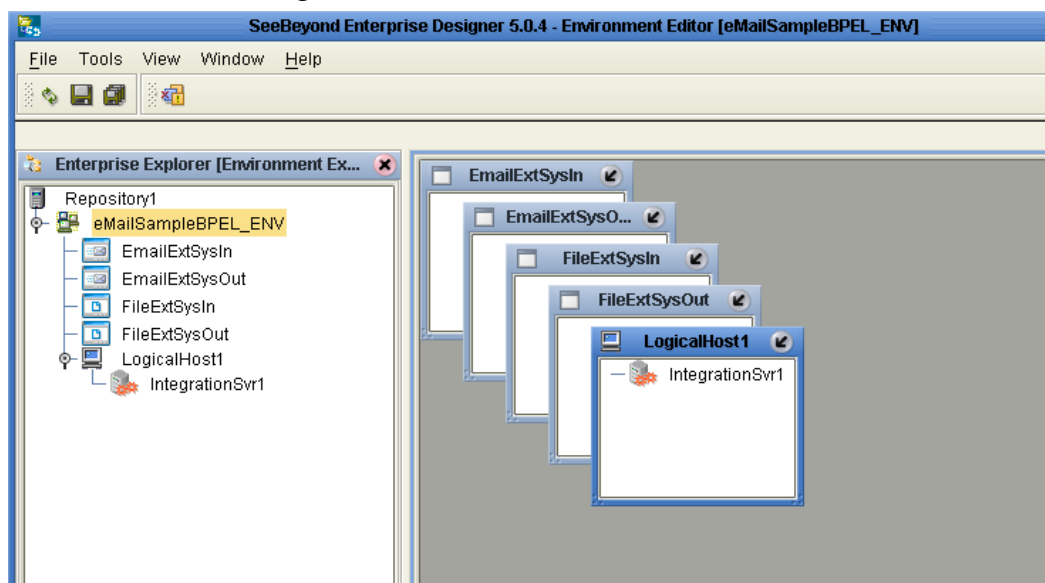 SeeBeyond Enterprise Designer 5.0.4 - Environment Editor [eMailSampleBPEL_ENV]
File Tools View Window Help
Enterprise Explorer [Environment Ex...
Repository1
eMailSampleBPEL_ENV
EmailExtSysIn
EmailExtSysOut
FileExtSysIn
FileExtSysOut
LogicalHost1
IntegrationSvr1
EmailExtSysIn
EmailExtSysO...
FileExtSysIn
FileExtSysOut
LogicalHost1
IntegrationSvr1